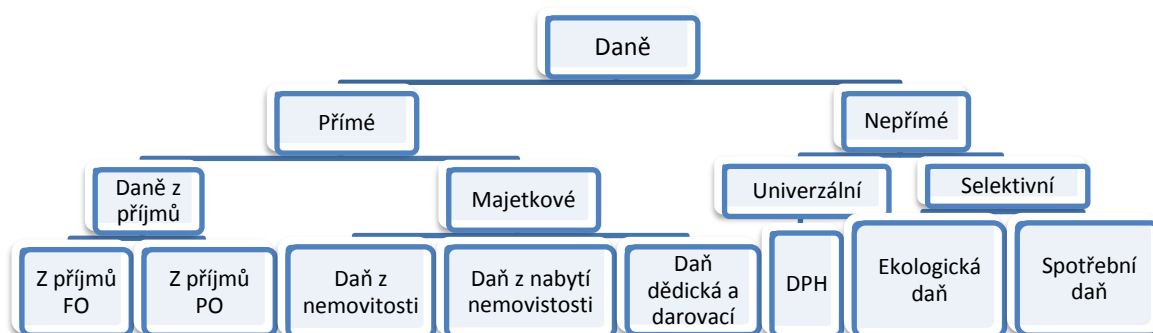 Daně
Přímé
Nepřímé
Daně z
příjmů
Majetkové
Univerzální
Selektivní
Z příjmů
FO
Z příjmů
PO
Daň z
nemovitosti
Daň z nabytí
nemovistosti
Daň
dědická a
darovací
DPH
Ekologická
daň
Spotřební
daň